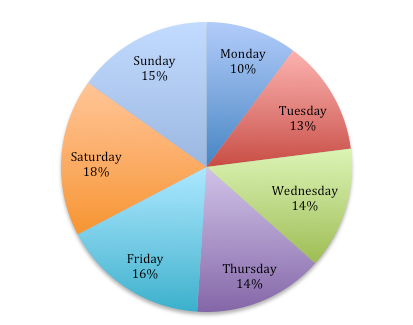 Monday
10%
Tuesday
13%
Wednesday
14%
Thursday
14%
Friday
16%
Saturday
18%
Sunday
15%